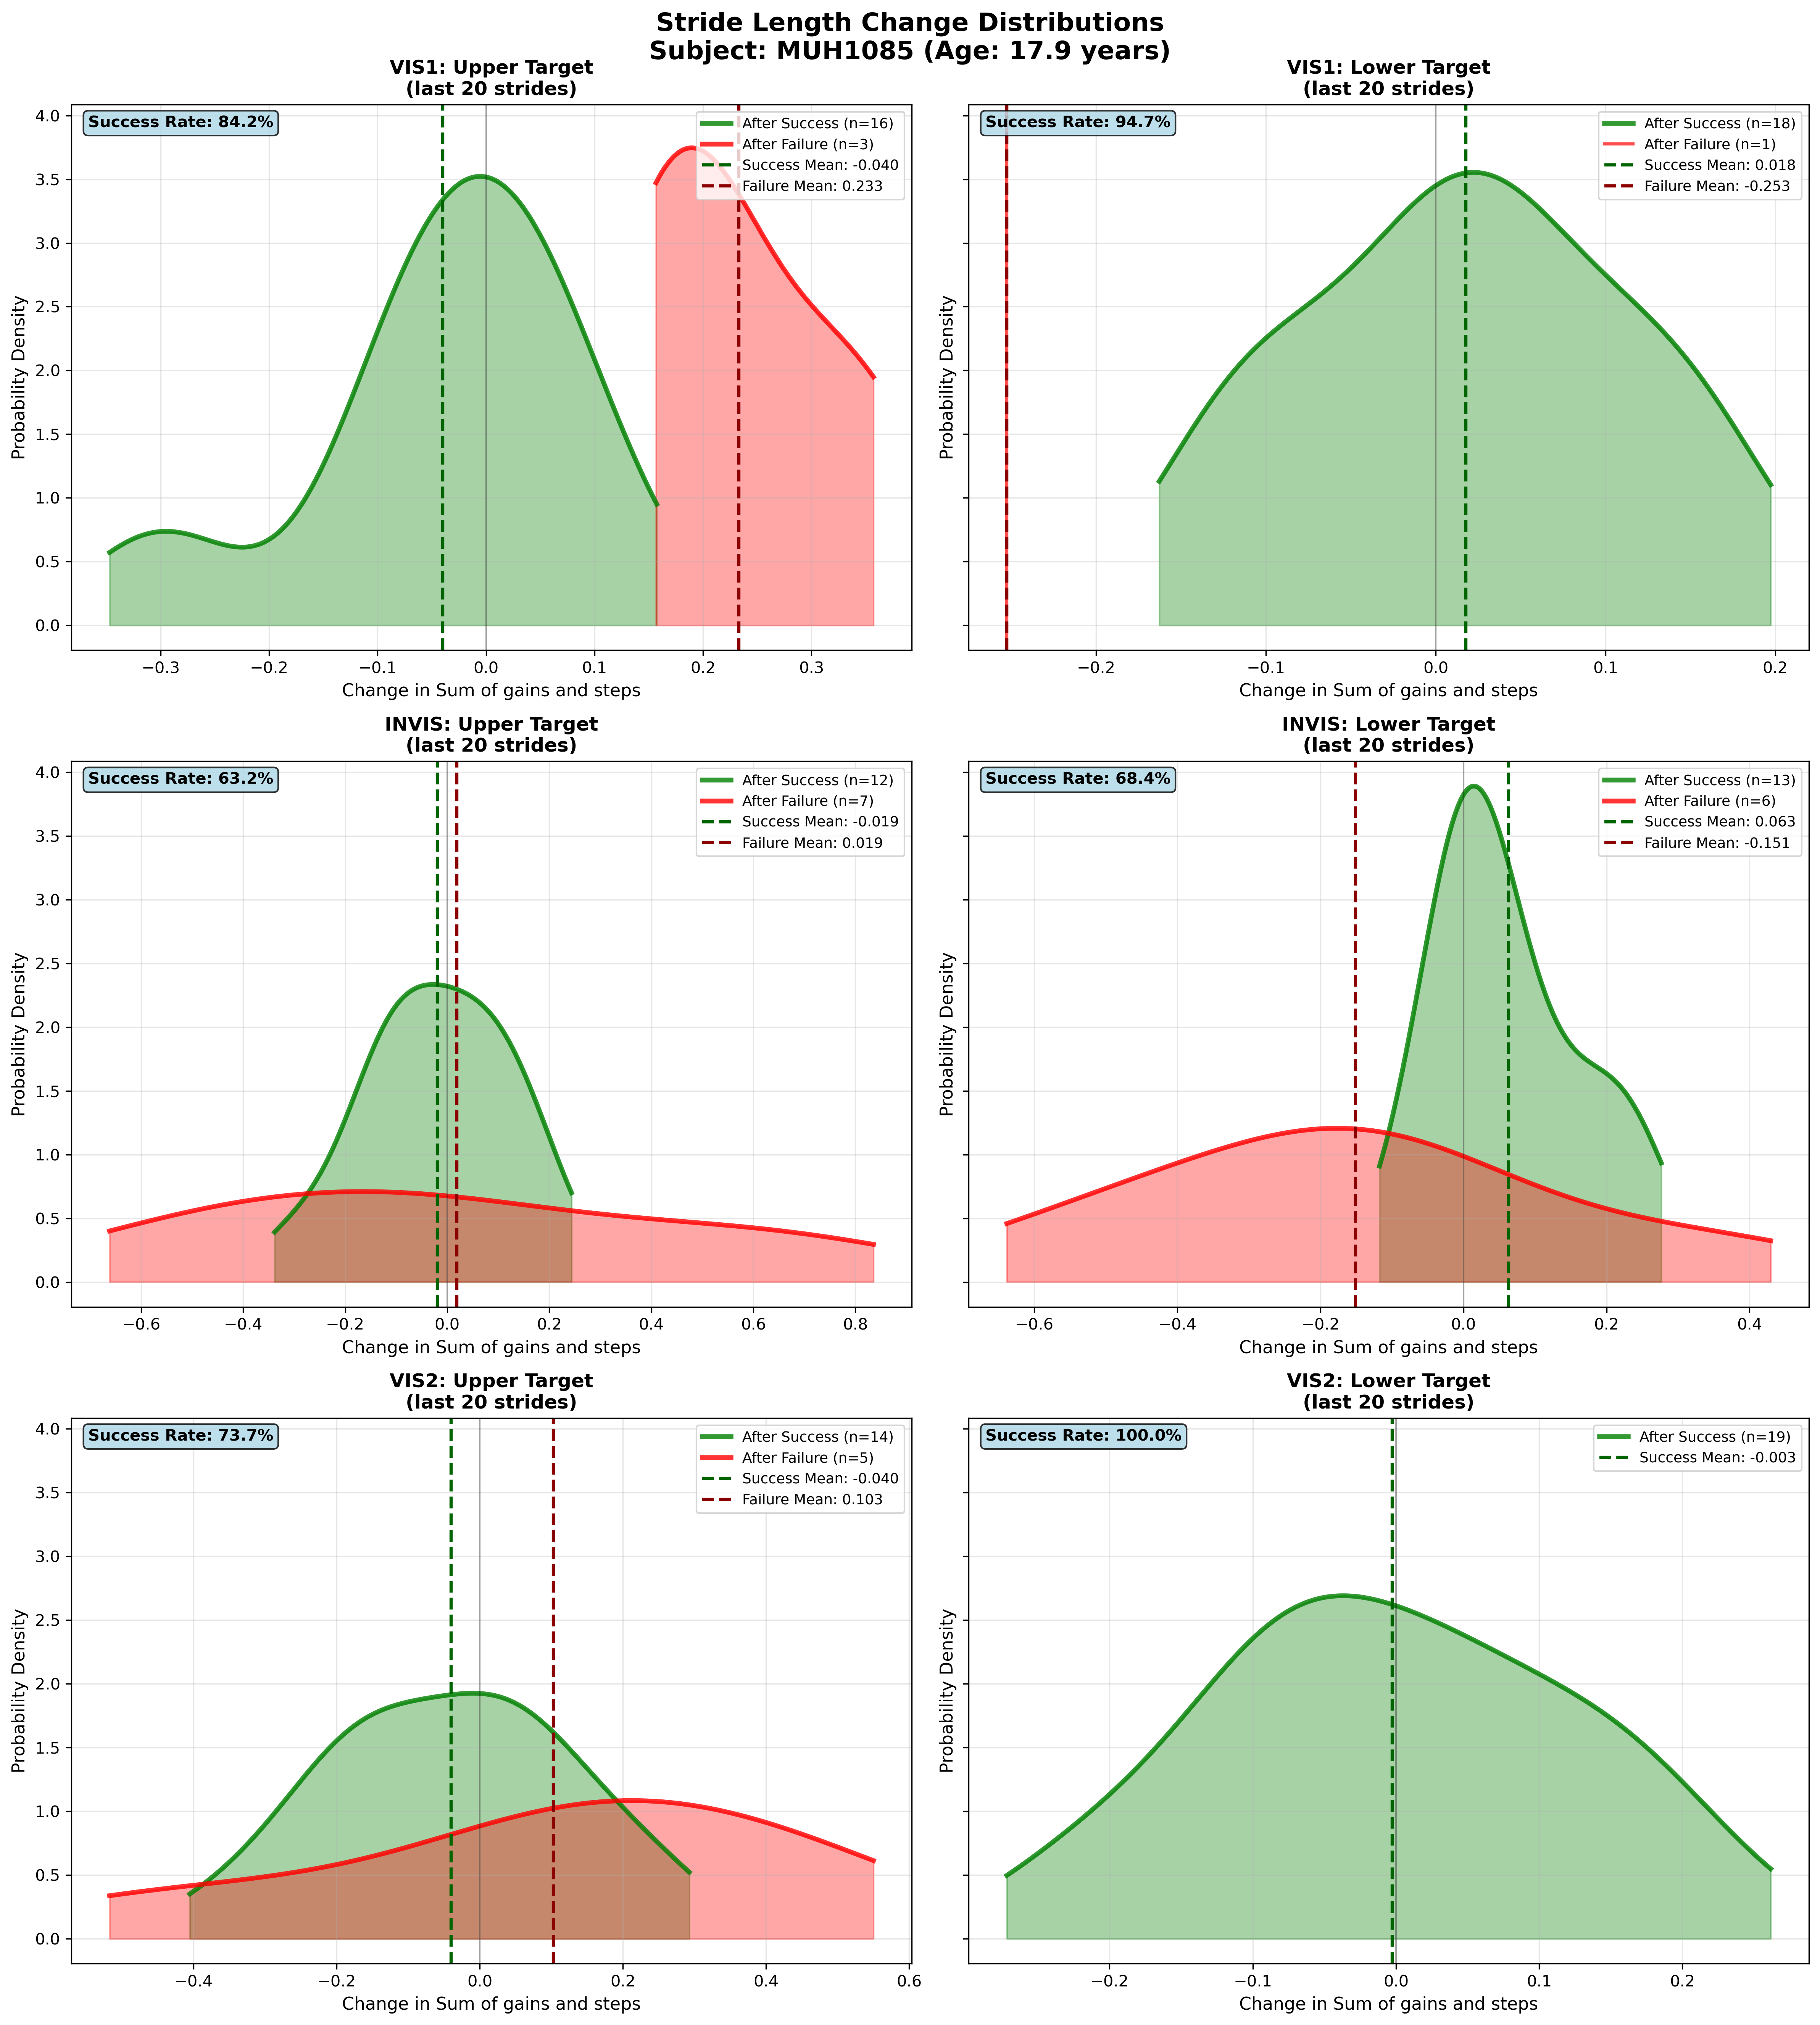 Stride Length Change Distributions
Subject: MUH1085 (Age: 17.9 years)
VIS1: Upper Target
(last 20 strides)
Success Rate: 84.2%
After Success (n=16)
After Failure (n=3)
Success Mean: -0.040
Failure Mean: 0.233
Probability Density
4.0
3.5
3.0
2.5
2.0
1.5
1.0
0.5
0.0
−0.3 −0.2 −0.1 0.0 0.1 0.2 0.3
Change in Sum of gains and steps
VIS1: Lower Target
(last 20 strides)
Success Rate: 94.7%
After Success (n=18)
After Failure (n=1)
Success Mean: 0.018
Failure Mean: -0.253
Probability Density
−0.2 −0.1 0.0 0.1 0.2
Change in Sum of gains and steps
INVIS: Upper Target
(last 20 strides)
Success Rate: 63.2%
After Success (n=12)
After Failure (n=7)
Success Mean: -0.019
Failure Mean: 0.019
Probability Density
4.0
3.5
3.0
2.5
2.0
1.5
1.0
0.5
0.0
−0.6 −0.4 −0.2 0.0 0.2 0.4 0.6 0.8
Change in Sum of gains and steps
INVIS: Lower Target
(last 20 strides)
Success Rate: 68.4%
After Success (n=13)
After Failure (n=6)
Success Mean: 0.063
Failure Mean: -0.151
Probability Density
−0.6 −0.4 −0.2 0.0 0.2 0.4
Change in Sum of gains and steps
VIS2: Upper Target
(last 20 strides)
Success Rate: 73.7%
After Success (n=14)
After Failure (n=5)
Success Mean: -0.040
Failure Mean: 0.103
Probability Density
4.0
3.5
3.0
2.5
2.0
1.5
1.0
0.5
0.0
−0.4 −0.2 0.0 0.2 0.4 0.6
Change in Sum of gains and steps
VIS2: Lower Target
(last 20 strides)
Success Rate: 100.0%
After Success (n=19)
Success Mean: -0.003
Probability Density
−0.2 −0.1 0.0 0.1 0.2
Change in Sum of gains and steps